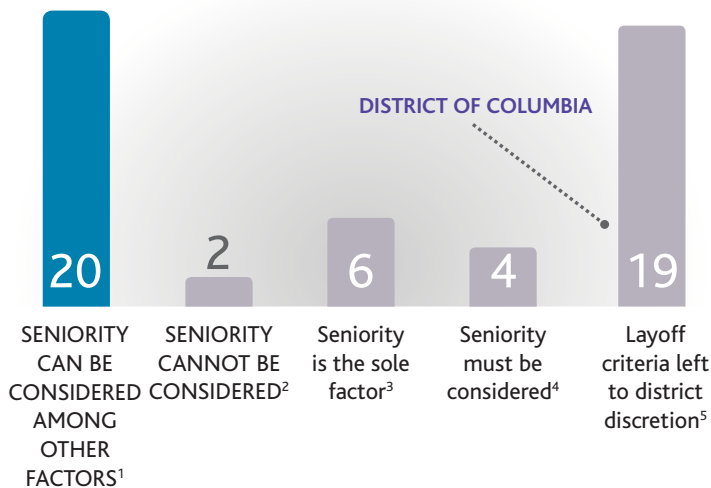 DISTRICT OF COLUMBIA
20
2
6
4
19
SENIORITY
CAN BE
CONSIDERED
AMONG
OTHER
FACTORS¹
SENIORITY
CANNOT BE
CONSIDERED²
Seniority
is the sole
factor³
Seniority
must be
considered⁴
Layoff
criteria left
to district
discretion⁵